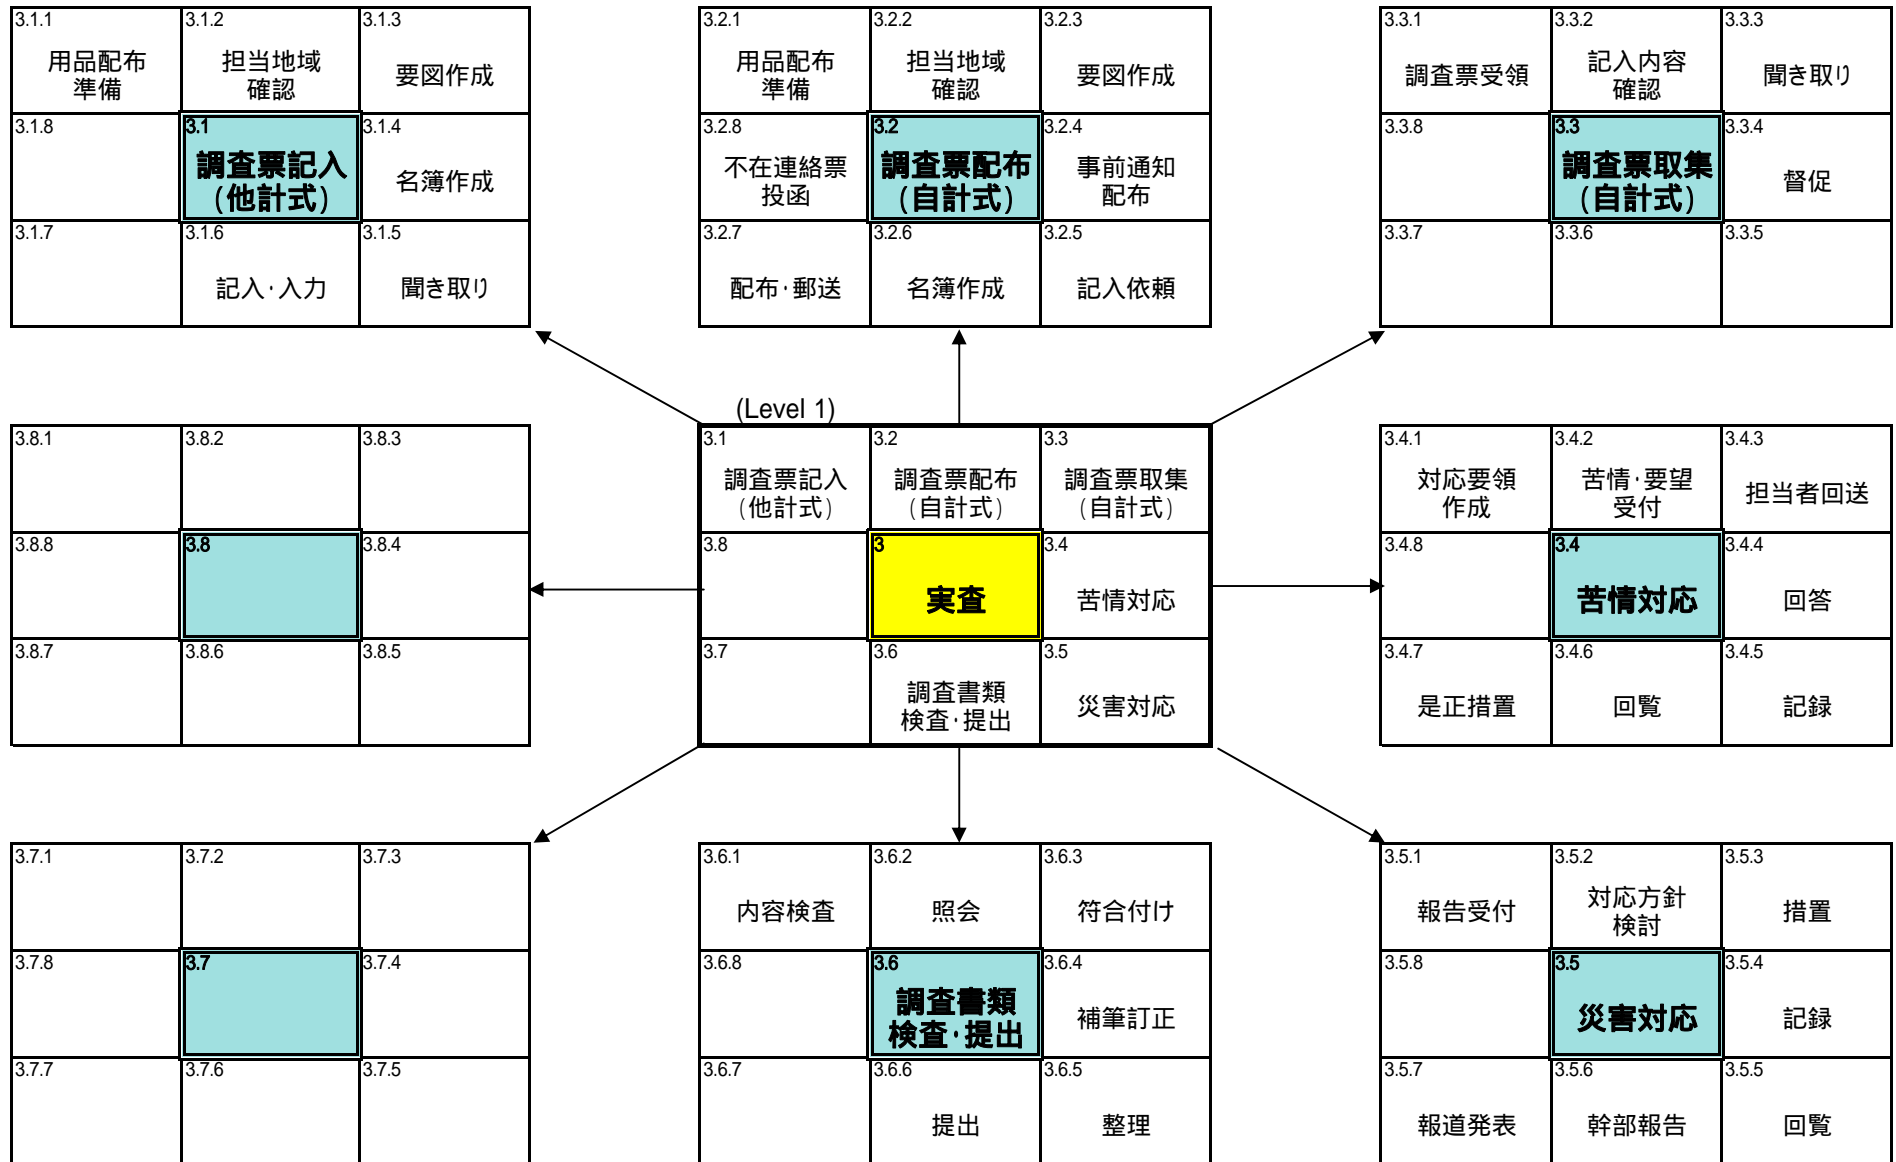 3.1.1 3.1.2 3.1.3
用品配布
準備
担当地域
確認
要図作成
3.1.8 3.1 3.1.4
調査票記入
(他計式)
名簿作成
3.1.7 3.1.6 3.1.5
記入・入力
聞き取り
3.2.1 3.2.2 3.2.3
用品配布
準備
担当地域
確認
要図作成
3.2.8 3.2 3.2.4
不在連絡票
投函
調査票配布
(自計式)
事前通知
配布
3.2.7 3.2.6 3.2.5
配布・郵送
名簿作成
記入依頼
3.3.1 3.3.2 3.3.3
調査票受領
記入内容
確認
聞き取り
3.3.8 3.3 3.3.4
調査票取集
(自計式)
督促
3.3.7 3.3.6 3.3.5
3.8.1 3.8.2 3.8.3
3.8.8 3.8 3.8.4
3.8.7 3.8.6 3.8.5
(Level 1)
3.1 3.2 3.3
調査票記入
(他計式)
調査票配布
(自計式)
調査票取集
(自計式)
3.8 3 3.4
実査
苦情対応
3.7 3.6 3.5
調査書類
検査・提出
災害対応
3.4.1 3.4.2 3.4.3
対応要領
作成
苦情・要望
受付
担当者回送
3.4.8 3.4 3.4.4
苦情対応
回答
3.4.7 3.4.6 3.4.5
是正措置
回覧
記録
3.7.1 3.7.2 3.7.3
3.7.8 3.7 3.7.4
3.7.7 3.7.6 3.7.5
3.6.1 3.6.2 3.6.3
内容検査
照会
符合付け
3.6.8 3.6 3.6.4
調査書類
検査・提出
補筆訂正
3.6.7 3.6.6 3.6.5
提出
整理
3.5.1 3.5.2 3.5.3
報告受付
対応方針
検討
措置
3.5.8 3.5 3.5.4
災害対応
記録
3.5.7 3.5.6 3.5.5
報道発表
幹部報告
回覧